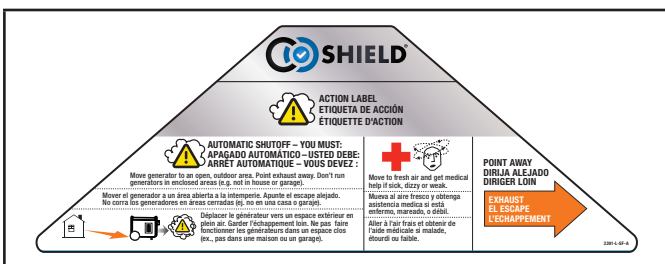 CO SHIELD®
ACTION LABEL
ETIQUETA DE ACCIÓN
ÉTIQUETTE D'ACTION
AUTOMATIC SHUTOFF – YOU MUST:
APAGADO AUTOMÁTICO – USTED DEBE:
ARRÊT AUTOMATIQUE – VOUS DEVEZ :
Move generator to an open, outdoor area. Point exhaust away. Don't run
generators in enclosed areas (e.g. not in house or garage).
Mover el generador a un área abierta a la intemperie. Apunte el escape alejado.
No corra los generadores en áreas cerradas (ej. no en una casa o garaje).
Déplacer le générateur vers un espace extérieur en
plein air. Garder l'échappement loin. Ne pas faire
fonctionner les générateurs dans un espace clos
(ex., pas dans une maison ou un garage).
Move to fresh air and get medical
help if sick, dizzy or weak.
Mueva al aire fresco y obtenga
asistencia medica si está
enfermo, mareado, o débil.
Aller à l'air frais et obtenir de
l'aide médicale si malade,
étourdi ou faible.
POINT AWAY
DIRIJA ALEJADO
DIRIGER LOIN
EXHAUST
EL ESCAPE
L'ECHAPPEMENT
3391-L-SF-A